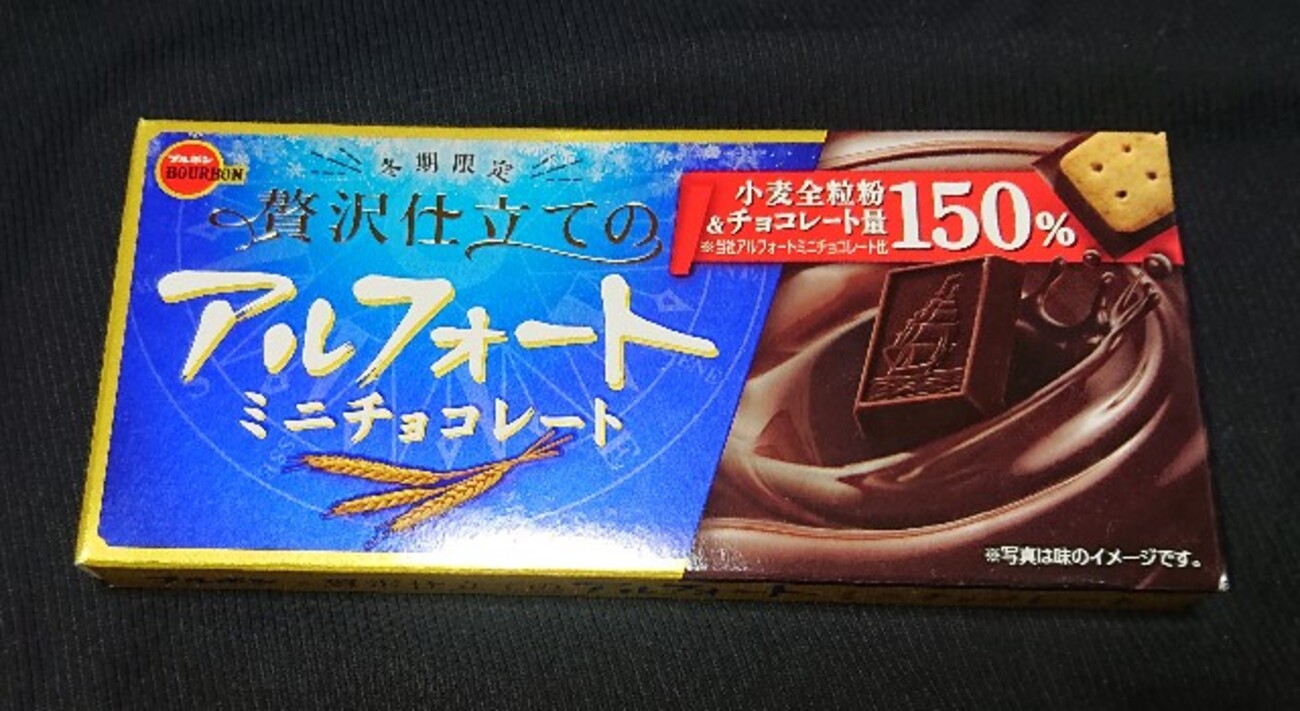 ブルボン
BOURBON
冬期限定
贅沢仕立ての
アルフォート
ミニチョコレート
小麦全粒粉
&チョコレート量
150%
※当社アルフォートミニチョコレート比
※写真は味のイメージです。